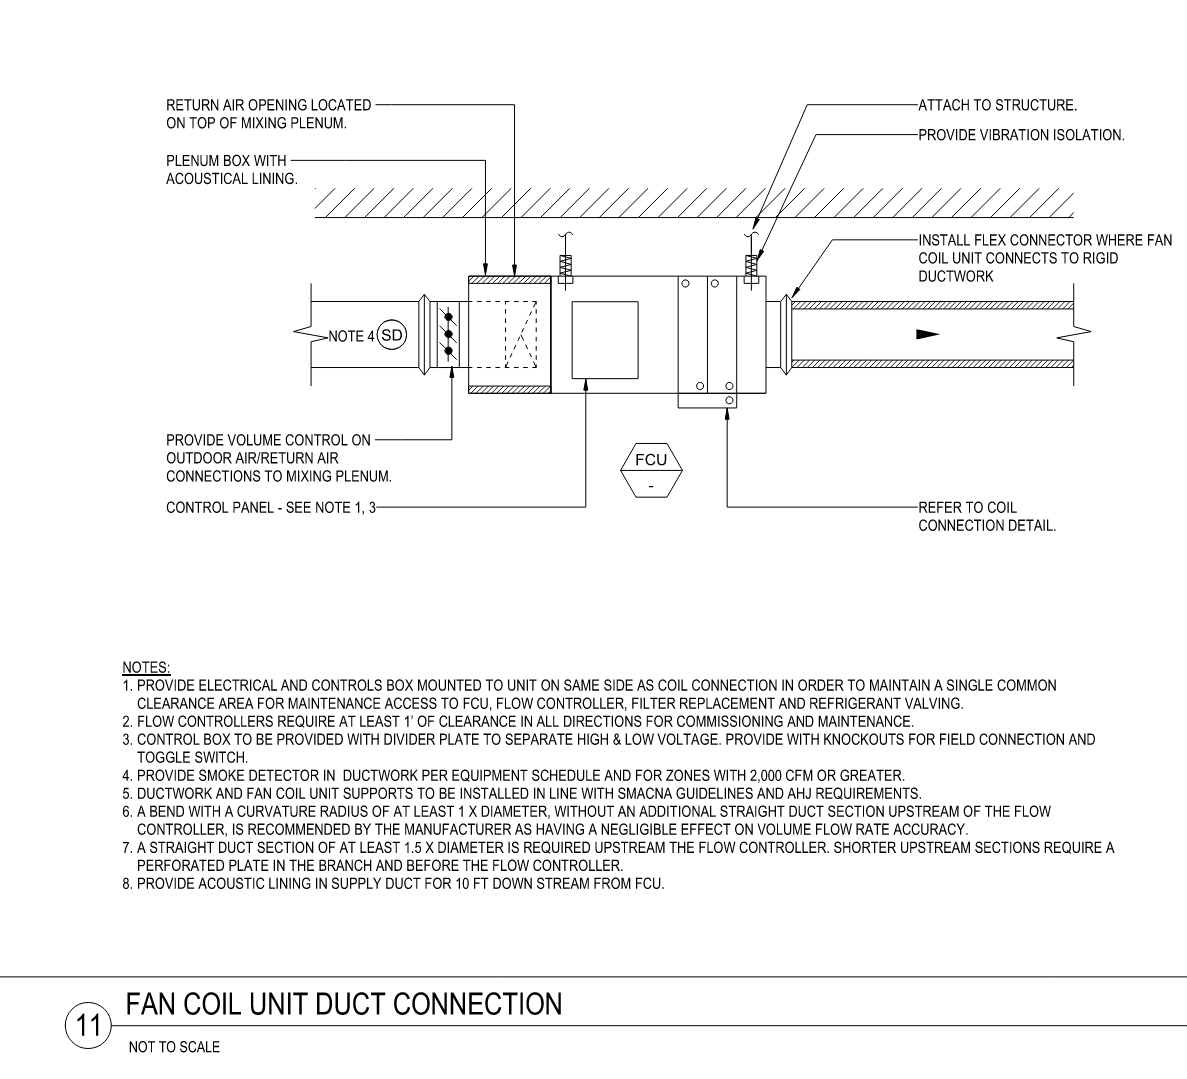 RETURN AIR OPENING LOCATED
ON TOP OF MIXING PLENUM.
PLENUM BOX WITH
ACOUSTICAL LINING.
ATTACH TO STRUCTURE.
PROVIDE VIBRATION ISOLATION.
INSTALL FLEX CONNECTOR WHERE FAN
COIL UNIT CONNECTS TO RIGID
DUCTWORK
NOTE 4
SD
PROVIDE VOLUME CONTROL ON
OUTDOOR AIR/RETURN AIR
CONNECTIONS TO MIXING PLENUM.
CONTROL PANEL - SEE NOTE 1, 3
FCU
-
REFER TO COIL
CONNECTION DETAIL.
NOTES:
1. PROVIDE ELECTRICAL AND CONTROLS BOX MOUNTED TO UNIT ON SAME SIDE AS COIL CONNECTION IN ORDER TO MAINTAIN A SINGLE COMMON
CLEARANCE AREA FOR MAINTENANCE ACCESS TO FCU, FLOW CONTROLLER, FILTER REPLACEMENT AND REFRIGERANT VALVING.
2. FLOW CONTROLLERS REQUIRE AT LEAST 1' OF CLEARANCE IN ALL DIRECTIONS FOR COMMISSIONING AND MAINTENANCE.
3. CONTROL BOX TO BE PROVIDED WITH DIVIDER PLATE TO SEPARATE HIGH & LOW VOLTAGE. PROVIDE WITH KNOCKOUTS FOR FIELD CONNECTION AND
TOGGLE SWITCH.
4. PROVIDE SMOKE DETECTOR IN DUCTWORK PER EQUIPMENT SCHEDULE AND FOR ZONES WITH 2,000 CFM OR GREATER.
5. DUCTWORK AND FAN COIL UNIT SUPPORTS TO BE INSTALLED IN LINE WITH SMACNA GUIDELINES AND AHJ REQUIREMENTS.
6. A BEND WITH A CURVATURE RADIUS OF AT LEAST 1 X DIAMETER, WITHOUT AN ADDITIONAL STRAIGHT DUCT SECTION UPSTREAM OF THE FLOW
CONTROLLER, IS RECOMMENDED BY THE MANUFACTURER AS HAVING A NEGLIGIBLE EFFECT ON VOLUME FLOW RATE ACCURACY.
7. A STRAIGHT DUCT SECTION OF AT LEAST 1.5 X DIAMETER IS REQUIRED UPSTREAM THE FLOW CONTROLLER. SHORTER UPSTREAM SECTIONS REQUIRE A
PERFORATED PLATE IN THE BRANCH AND BEFORE THE FLOW CONTROLLER.
8. PROVIDE ACOUSTIC LINING IN SUPPLY DUCT FOR 10 FT DOWN STREAM FROM FCU.
11
FAN COIL UNIT DUCT CONNECTION
NOT TO SCALE